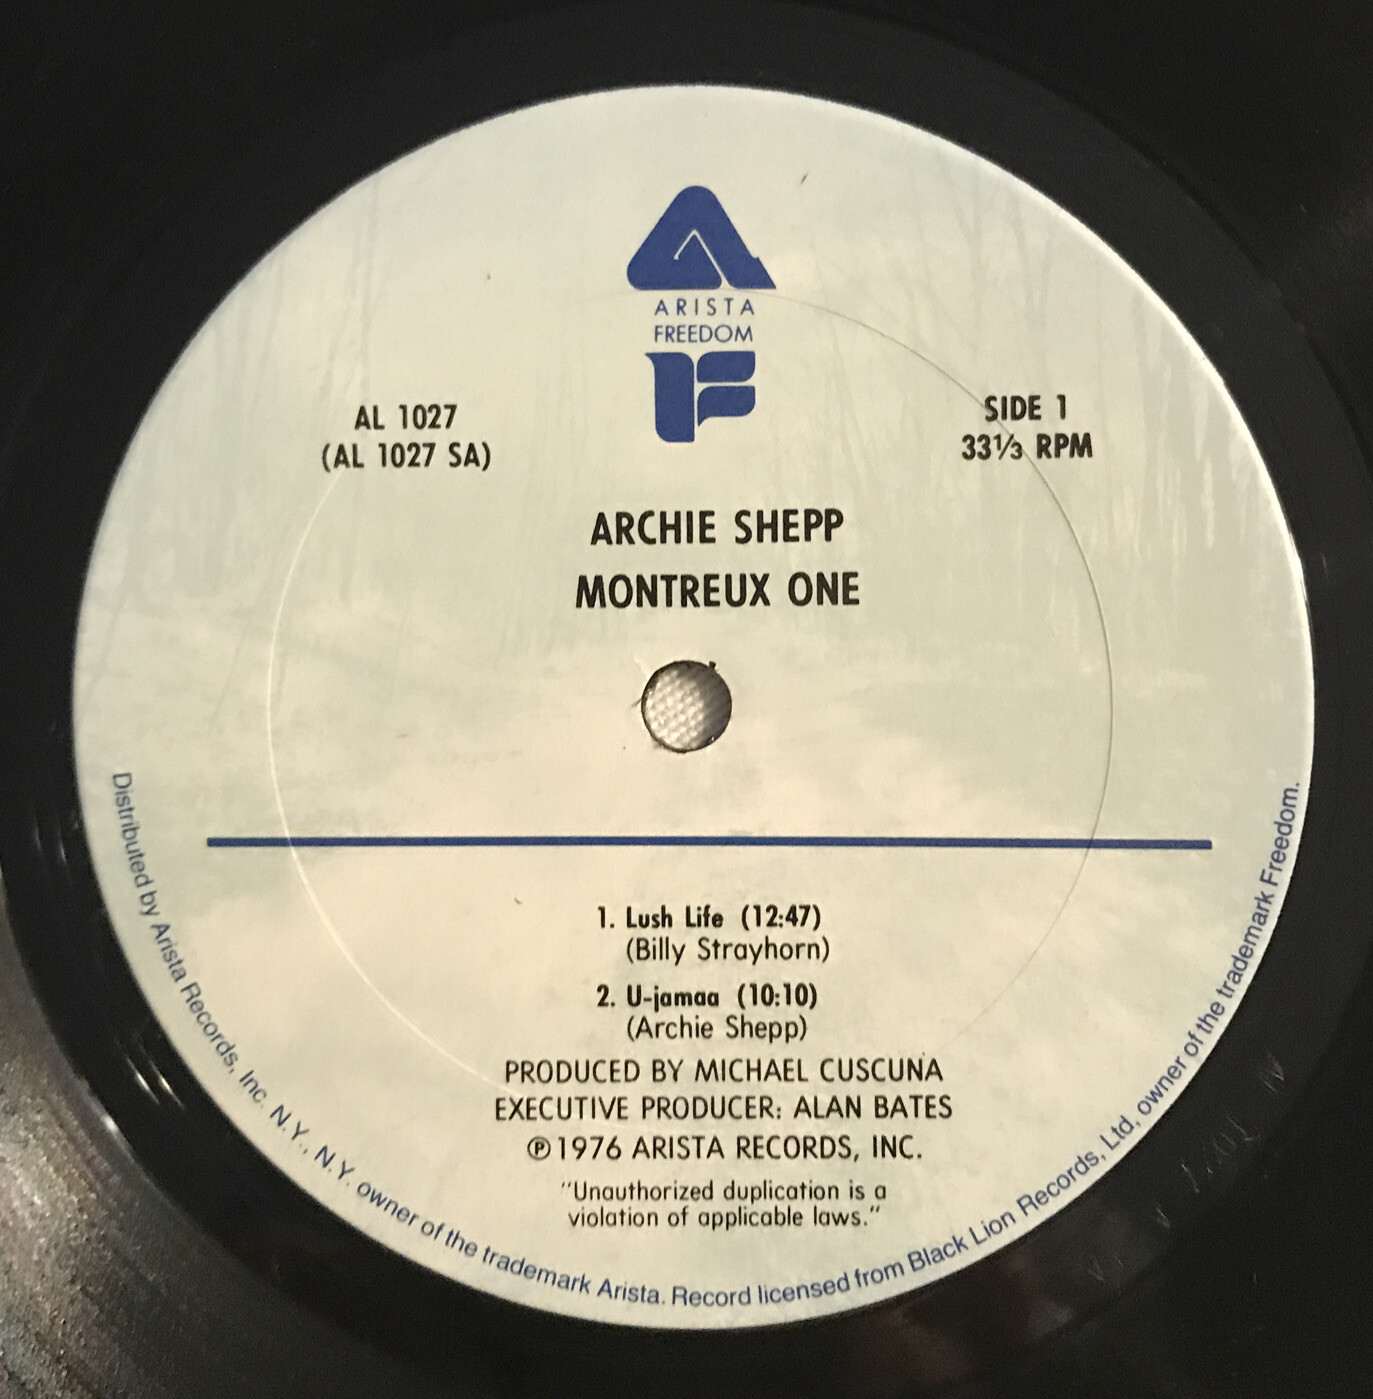 ARISTA
FREEDOM
AL 1027
(AL 1027 SA)
SIDE 1
33⅓ RPM
ARCHIE SHEPP
MONTREUX ONE
1. Lush Life (12:47)
(Billy Strayhorn)
2. U-jamaa (10:10)
(Archie Shepp)
PRODUCED BY MICHAEL CUSCUNA
EXECUTIVE PRODUCER: ALAN BATES
℗1976 ARISTA RECORDS, INC.
"Unauthorized duplication is a
violation of applicable laws."
Distributed by Arista Records, Inc. N.Y., N.Y. owner of the trademark Arista. Record licensed from Black Lion Records, Ltd, owner of the trademark Freedom.